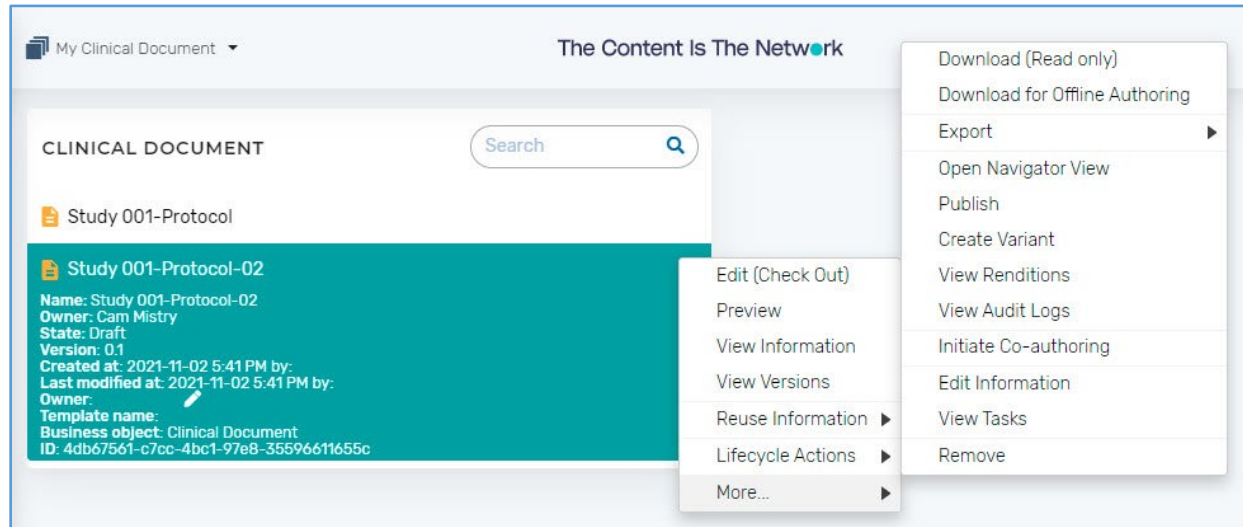 My Clinical Document
The Content Is The Network
CLINICAL DOCUMENT
Search
Study 001-Protocol
Study 001-Protocol-02
Name: Study 001-Protocol-02
Owner: Cam Mistry
State: Draft
Version: 0.1
Created at: 2021-11-02 5:41 PM by:
Last modified at: 2021-11-02 5:41 PM by:
Owner:
Template name:
Business object: Clinical Document
ID: 4db67561-c7cc-4bc1-97e8-35596611655c
Edit (Check Out)
Preview
View Information
View Versions
Reuse Information
Lifecycle Actions
More...
Download (Read only)
Download for Offline Authoring
Export
Open Navigator View
Publish
Create Variant
View Renditions
View Audit Logs
Initiate Co-authoring
Edit Information
View Tasks
Remove